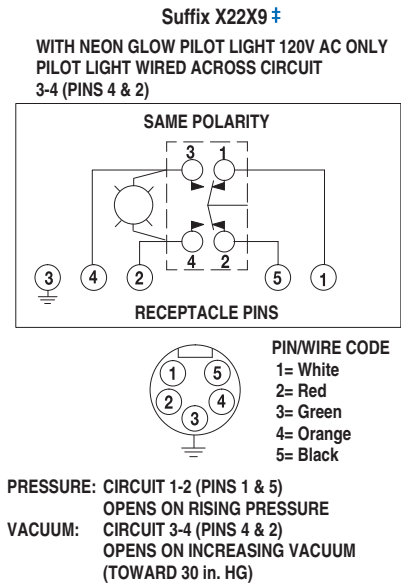 Suffix X22X9 ‡
WITH NEON GLOW PILOT LIGHT 120V AC ONLY
PILOT LIGHT WIRED ACROSS CIRCUIT
3-4 (PINS 4 & 2)
SAME POLARITY
3 1
4 2
3 4 2 5 1
RECEPTACLE PINS
1 5
2 4
3
PIN/WIRE CODE
1= White
2= Red
3= Green
4= Orange
5= Black
PRESSURE: CIRCUIT 1-2 (PINS 1 & 5)
OPENS ON RISING PRESSURE
VACUUM: CIRCUIT 3-4 (PINS 4 & 2)
OPENS ON INCREASING VACUUM
(TOWARD 30 in. HG)